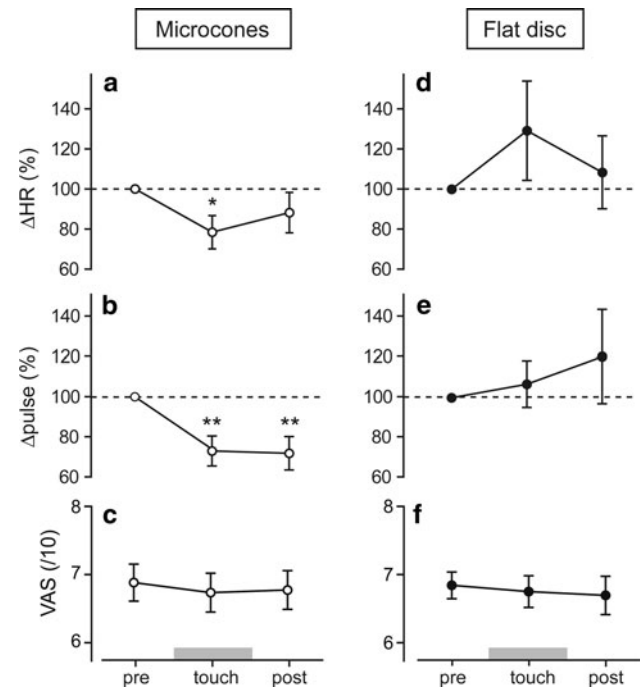 Microcones
Flat disc
a
ΔHR (%)
140
120
100
80
60
*
d
140
120
100
80
60
b
Δpulse (%)
140
120
100
80
60
** **
e
140
120
100
80
60
c
VAS (/10)
8
7
6
pre touch post
f
8
7
6
pre touch post